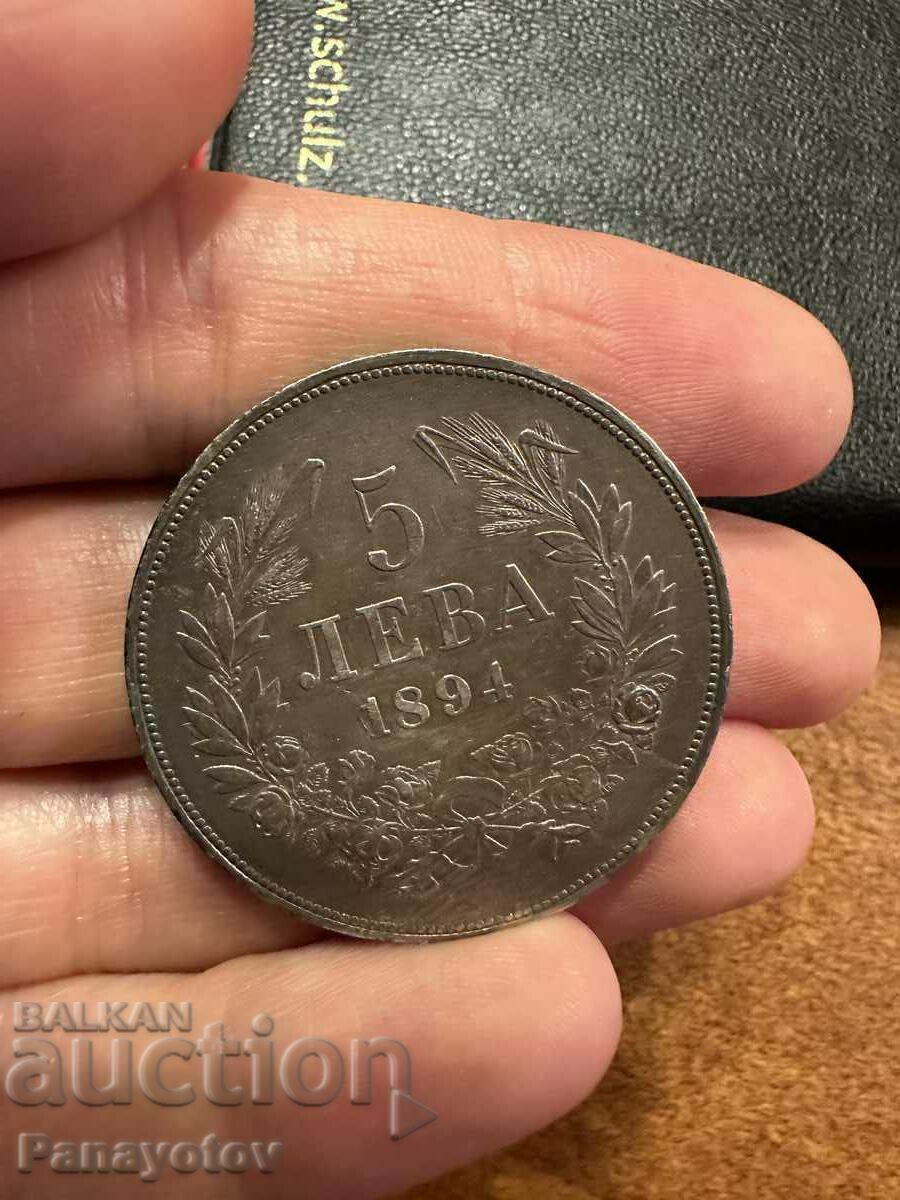 w.schulz.
5
ЛЕВА
1894
BALKAN
auction
Panayotov